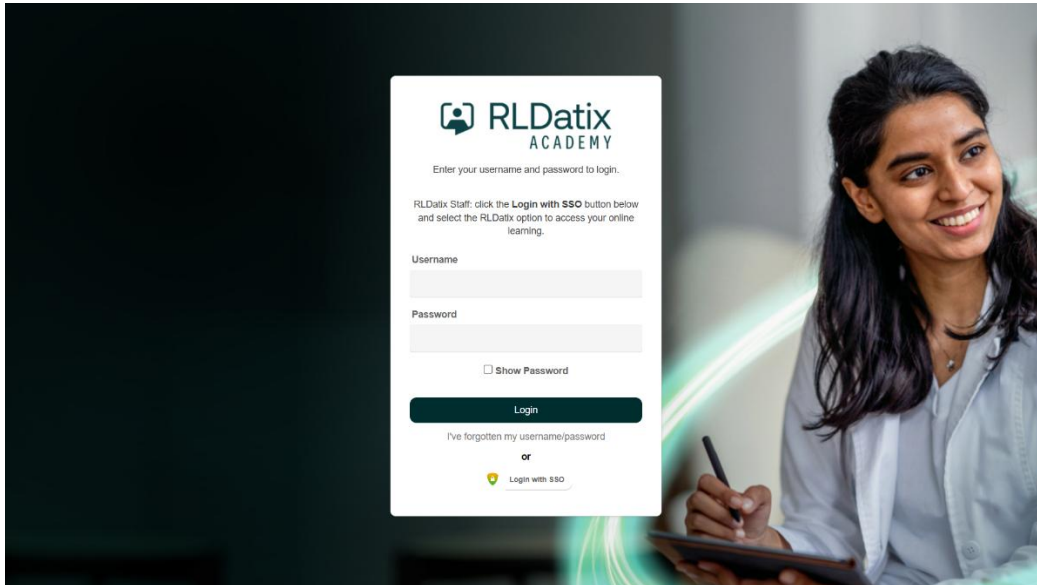 RLDatix
ACADEMY
Enter your username and password to login.
RLDatix Staff: click the Login with SSO button below
and select the RLDatix option to access your online
learning.
Username
Password
Show Password
Login
I've forgotten my username/password
or
Login with SSO